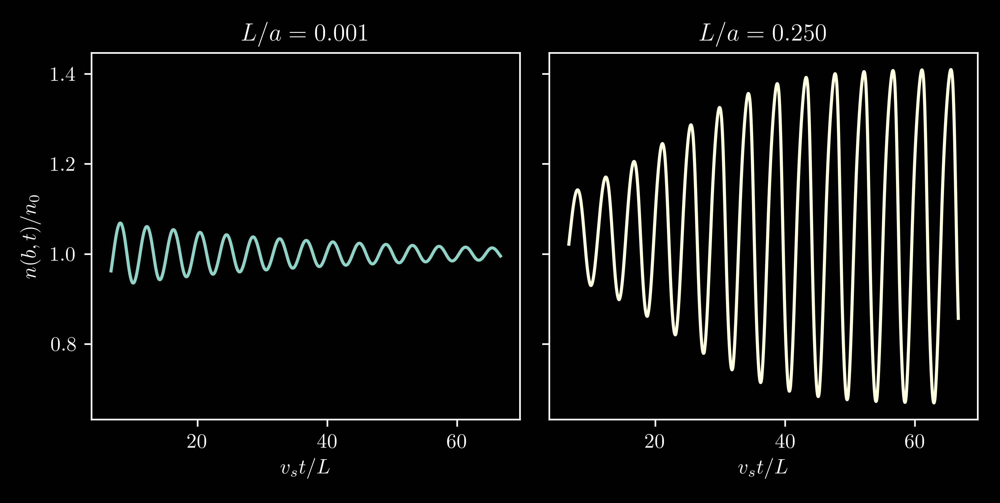 L/a = 0.001
L/a = 0.250
1.4
1.2
1.0
0.8
n(b, t)/n₀
20 40 60
20 40 60
vₛt/L
vₛt/L